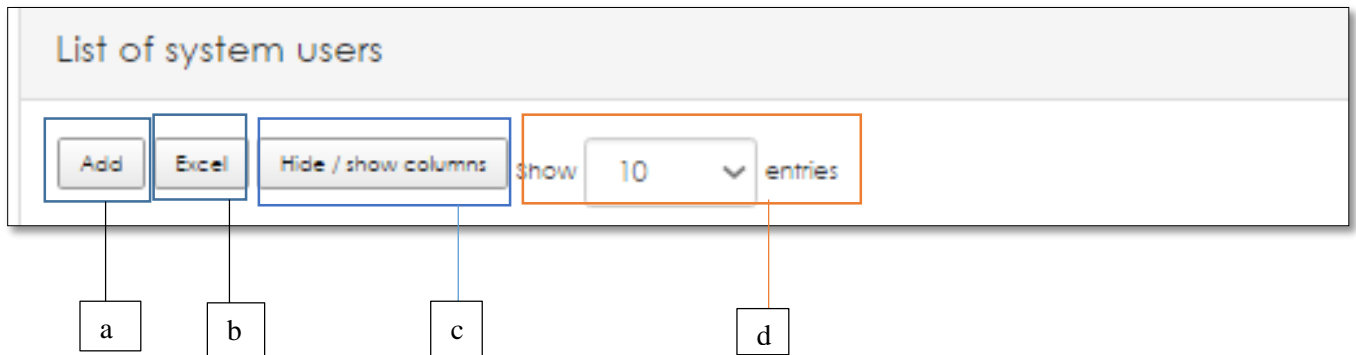 List of system users
Add Excel Hide / show columns Show 10 entries
a b c d